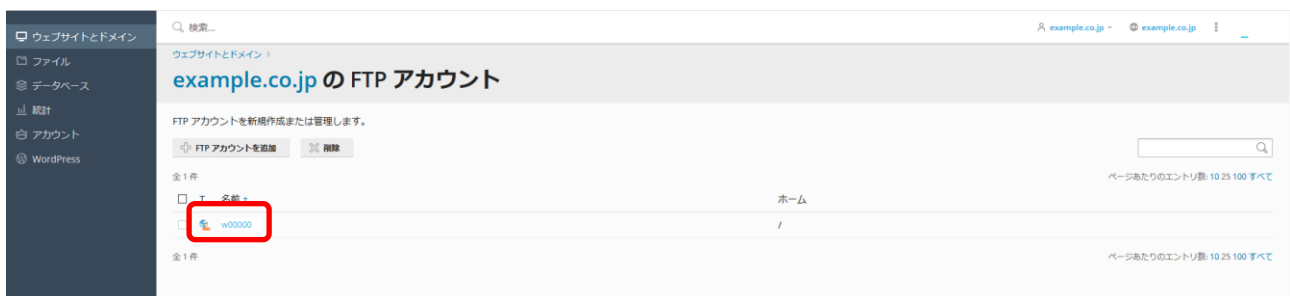 検索...
example.co.jp
example.co.jp
ウェブサイトとドメイン
ファイル
データベース
統計
アカウント
WordPress
ウェブサイトとドメイン >
example.co.jp の FTP アカウント
FTP アカウントを新規作成または管理します。
FTP アカウントを追加 削除
全 1 件 ページあたりのエントリ数: 10 25 100 すべて
T 名前 ↑ ホーム
w00000 /
全 1 件 ページあたりのエントリ数: 10 25 100 すべて